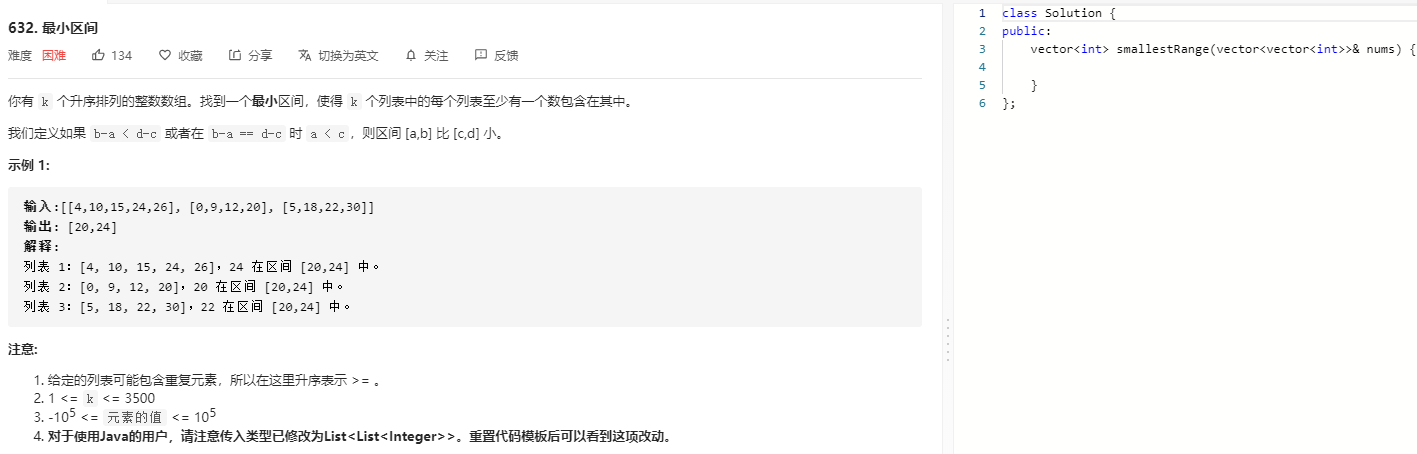 632. 最小区间
难度 困难 134 收藏 分享 切换为英文 关注 反馈
你有 k 个升序排列的整数数组。找到一个最小区间，使得 k 个列表中的每个列表至少有一个数包含在其中。
我们定义如果 b-a < d-c 或者在 b-a == d-c 时 a < c，则区间 [a,b] 比 [c,d] 小。
示例 1:
输入:[[4,10,15,24,26], [0,9,12,20], [5,18,22,30]]
输出: [20,24]
解释:
列表 1：[4, 10, 15, 24, 26]，24 在区间 [20,24] 中。
列表 2：[0, 9, 12, 20]，20 在区间 [20,24] 中。
列表 3：[5, 18, 22, 30]，22 在区间 [20,24] 中。
注意:
1. 给定的列表可能包含重复元素，所以在这里升序表示 >= 。
2. 1 <= k <= 3500
3. -10⁵ <= 元素的值 <= 10⁵
4. 对于使用Java的用户，请注意传入类型已修改为List<List<Integer>>。重置代码模板后可以看到这项改动。
1 class Solution {
2 public:
3 vector<int> smallestRange(vector<vector<int>>& nums) {
4
5 }
6 };